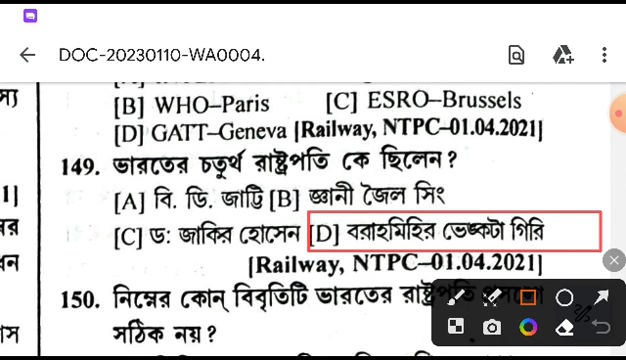 DOC-20230110-WA0004.
[B] WHO–Paris [C] ESRO–Brussels
[D] GATT–Geneva [Railway, NTPC–01.04.2021]
149. ভারতের চতুর্থ রাষ্ট্রপতি কে ছিলেন ?
[A] বি. ডি. জাট্টি [B] জ্ঞানী জৈল সিং
1]
[C] ড: জাকির হোসেন [D] বরাহমিহির ভেঙ্কটা গিরি
[Railway, NTPC–01.04.2021]
150. নিম্নের কোন্ বিবৃতিটি ভারতের
সঠিক নয় ?